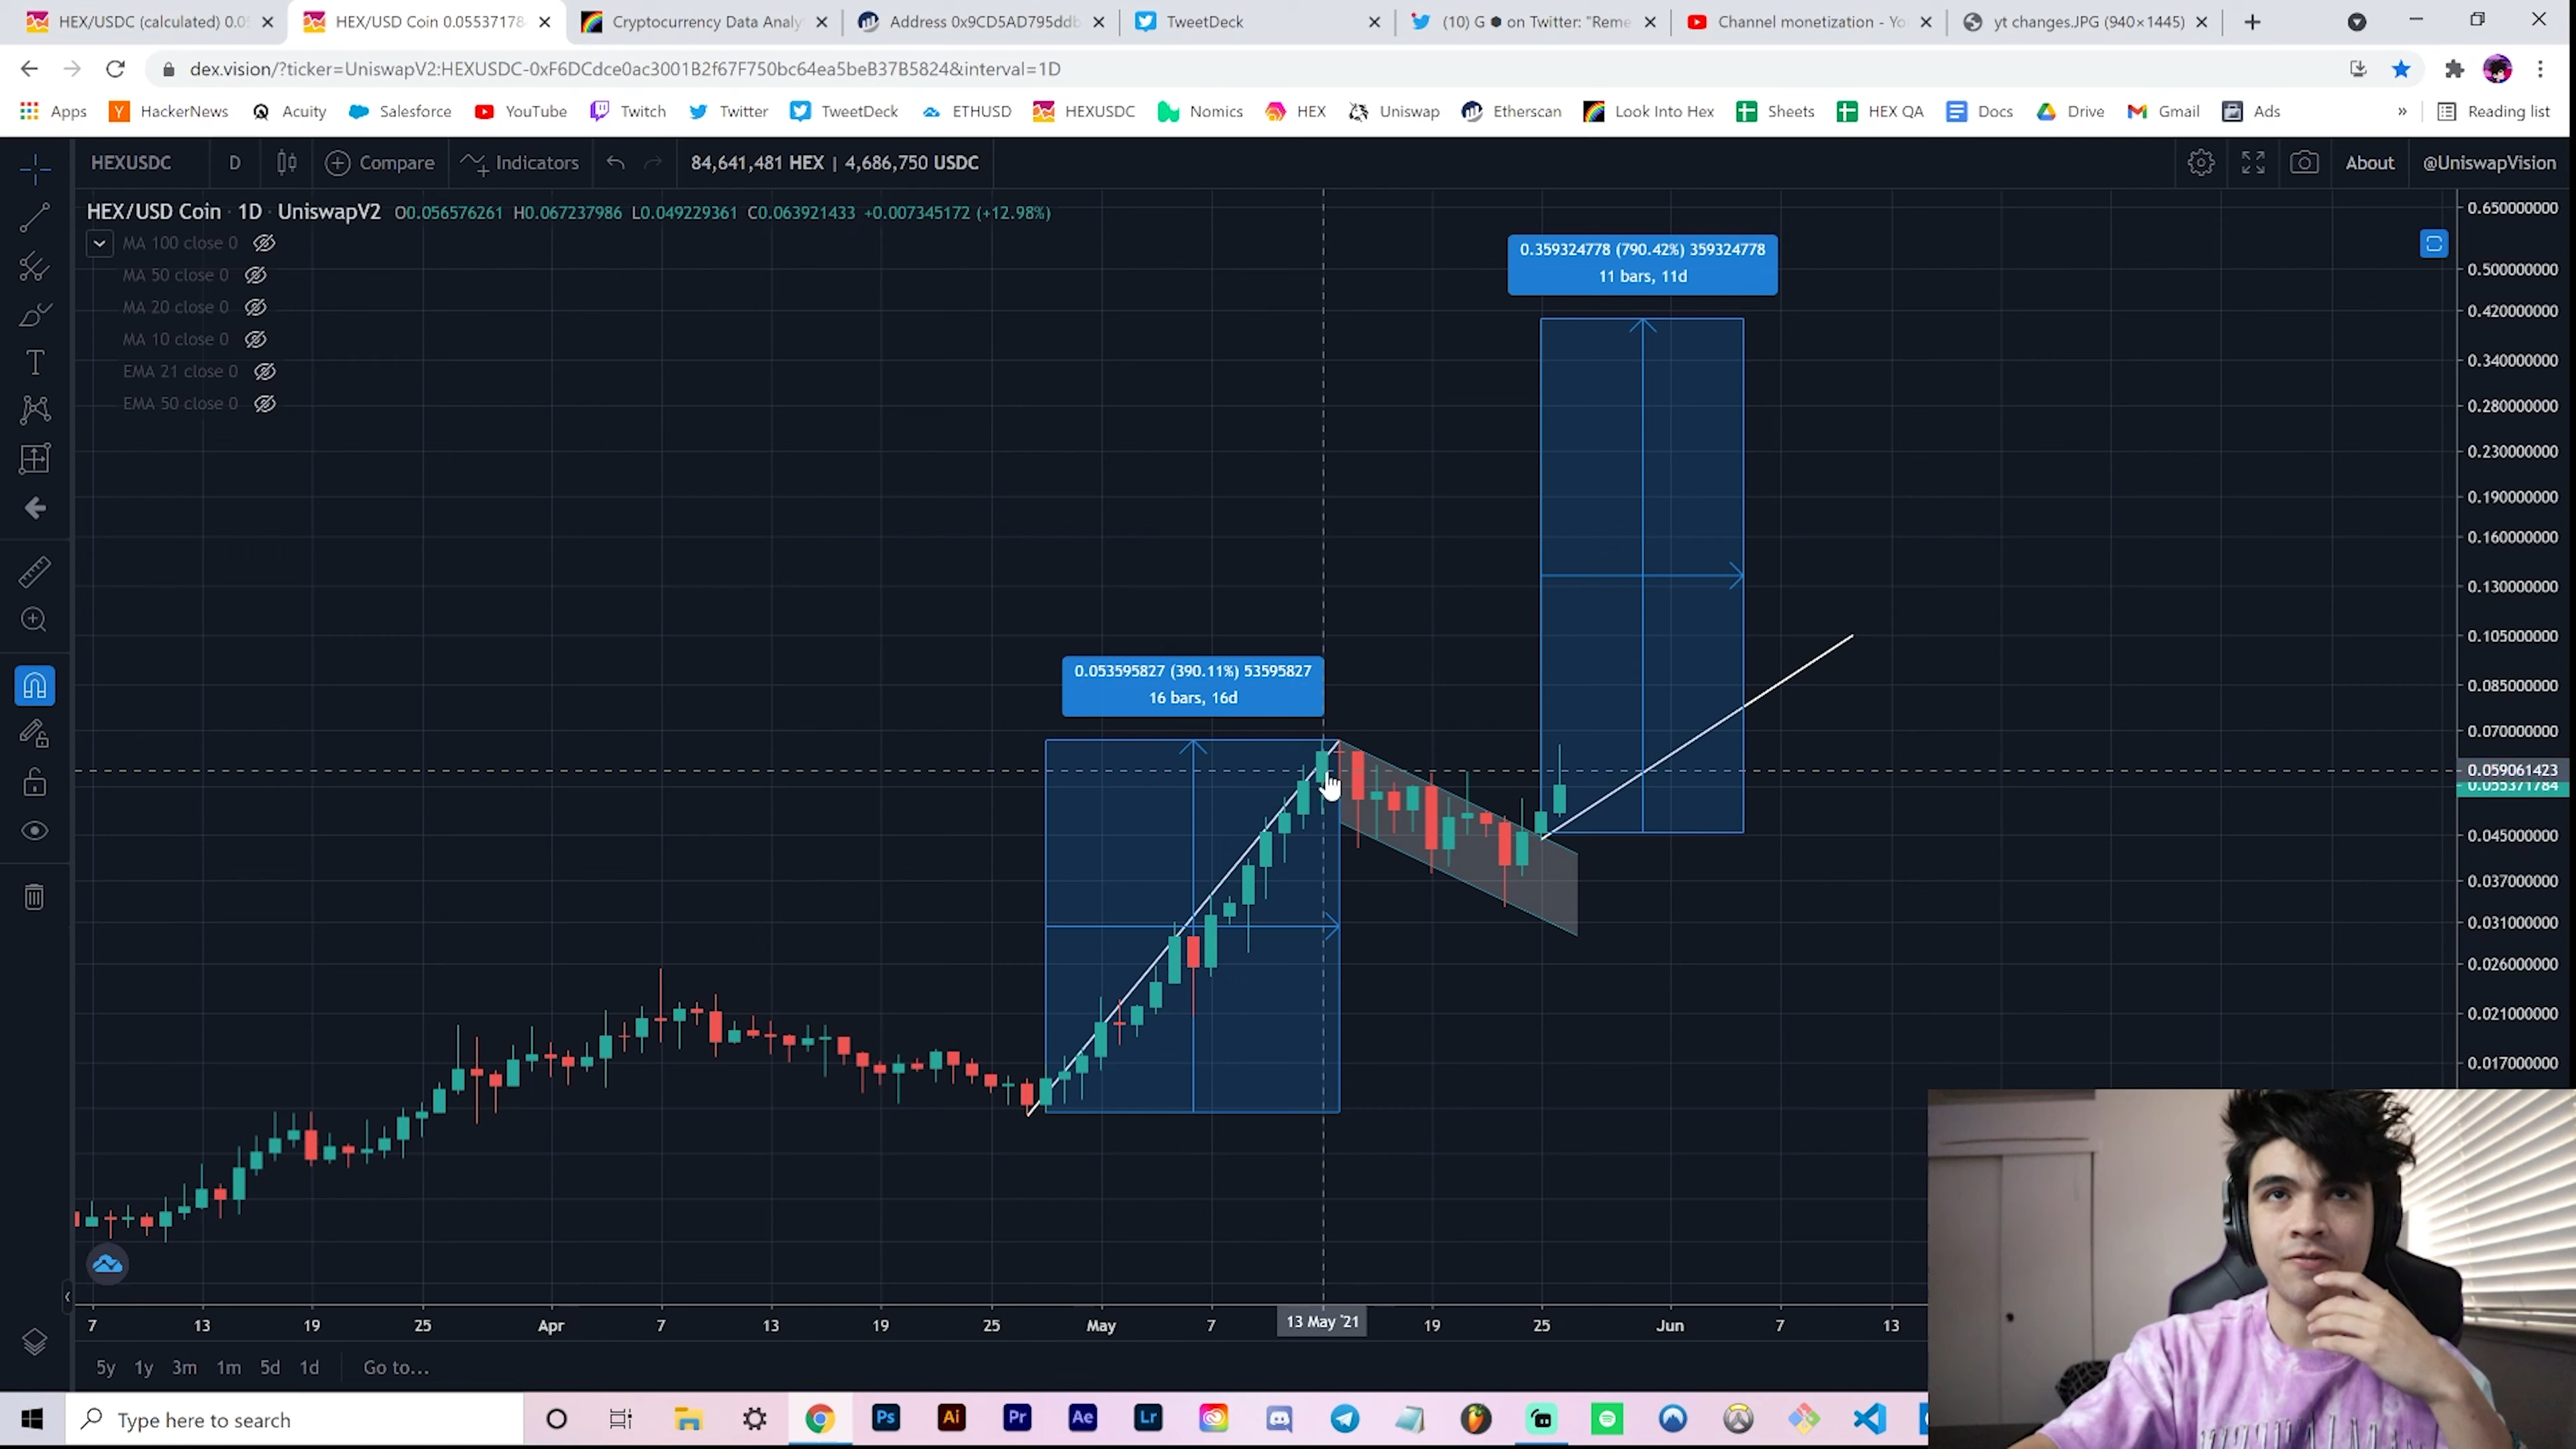 HEX/USDC (calculated) 0.05
HEX/USD Coin 0.05537178
Cryptocurrency Data Analy
Address 0x9CD5AD795ddb
TweetDeck
(10) G ⬢ on Twitter: "Reme
Channel monetization - Yo
yt changes.JPG (940×1445)
dex.vision/?ticker=UniswapV2:HEXUSDC-0xF6DCdce0ac3001B2f67F750bc64ea5beB37B5824&interval=1D
Apps HackerNews Acuity Salesforce YouTube Twitch Twitter TweetDeck ETHUSD HEXUSDC Nomics HEX Uniswap Etherscan Look Into Hex Sheets HEX QA Docs Drive Gmail Ads » Reading list
HEXUSDC D Compare Indicators 84,641,481 HEX | 4,686,750 USDC About @UniswapVision
HEX/USD Coin · 1D · UniswapV2 O0.056576261 H0.067237986 L0.049229361 C0.063921433 +0.007345172 (+12.98%)
MA 100 close 0
MA 50 close 0
MA 20 close 0
MA 10 close 0
EMA 21 close 0
EMA 50 close 0
0.359324778 (790.42%) 359324778
11 bars, 11d
0.053595827 (390.11%) 53595827
16 bars, 16d
0.650000000
0.500000000
0.420000000
0.340000000
0.280000000
0.230000000
0.190000000
0.160000000
0.130000000
0.105000000
0.085000000
0.070000000
0.059061423
0.055371784
0.045000000
0.037000000
0.031000000
0.026000000
0.021000000
0.017000000
7 13 19 25 Apr 7 13 19 25 May 7 13 May '21 19 25 Jun 7 13
5y 1y 3m 1m 5d 1d Go to...
Type here to search
Ps Ai Pr Ae Lr